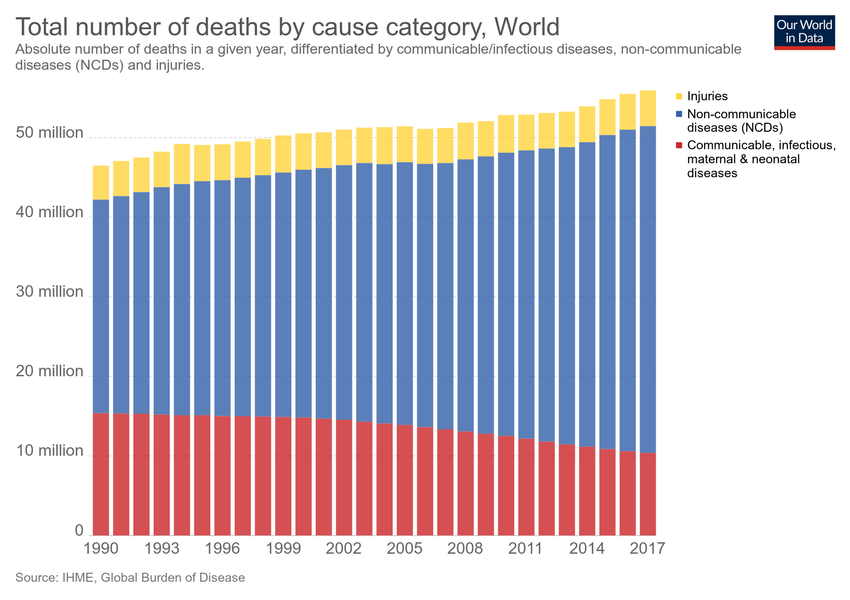 Total number of deaths by cause category, World
Absolute number of deaths in a given year, differentiated by communicable/infectious diseases, non-communicable
diseases (NCDs) and injuries.
Our World
in Data
Injuries
Non-communicable
diseases (NCDs)
Communicable, infectious,
maternal & neonatal
diseases
50 million
40 million
30 million
20 million
10 million
0
1990 1993 1996 1999 2002 2005 2008 2011 2014 2017
Source: IHME, Global Burden of Disease